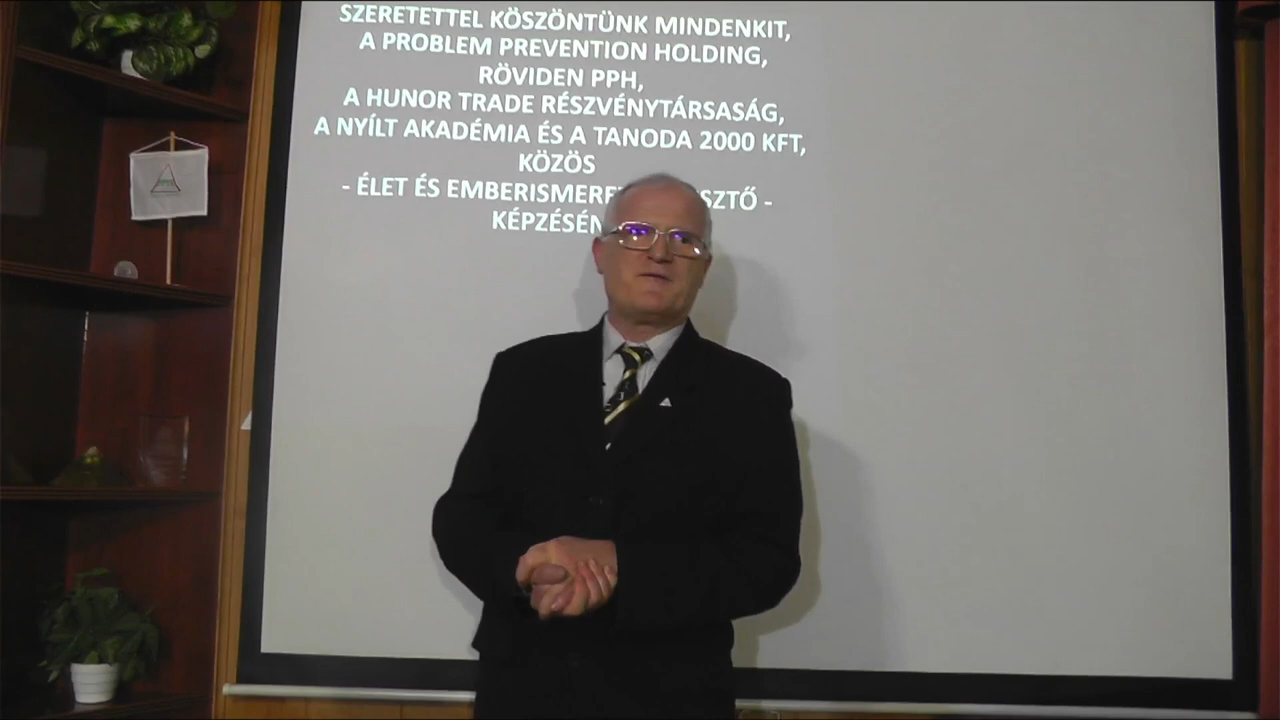 SZERETETTEL KÖSZÖNTÜNK MINDENKIT,
A PROBLEM PREVENTION HOLDING,
RÖVIDEN PPH,
A HUNOR TRADE RÉSZVÉNYTÁRSASÁG,
A NYÍLT AKADÉMIA ÉS A TANODA 2000 KFT,
KÖZÖS
- ÉLET ÉS